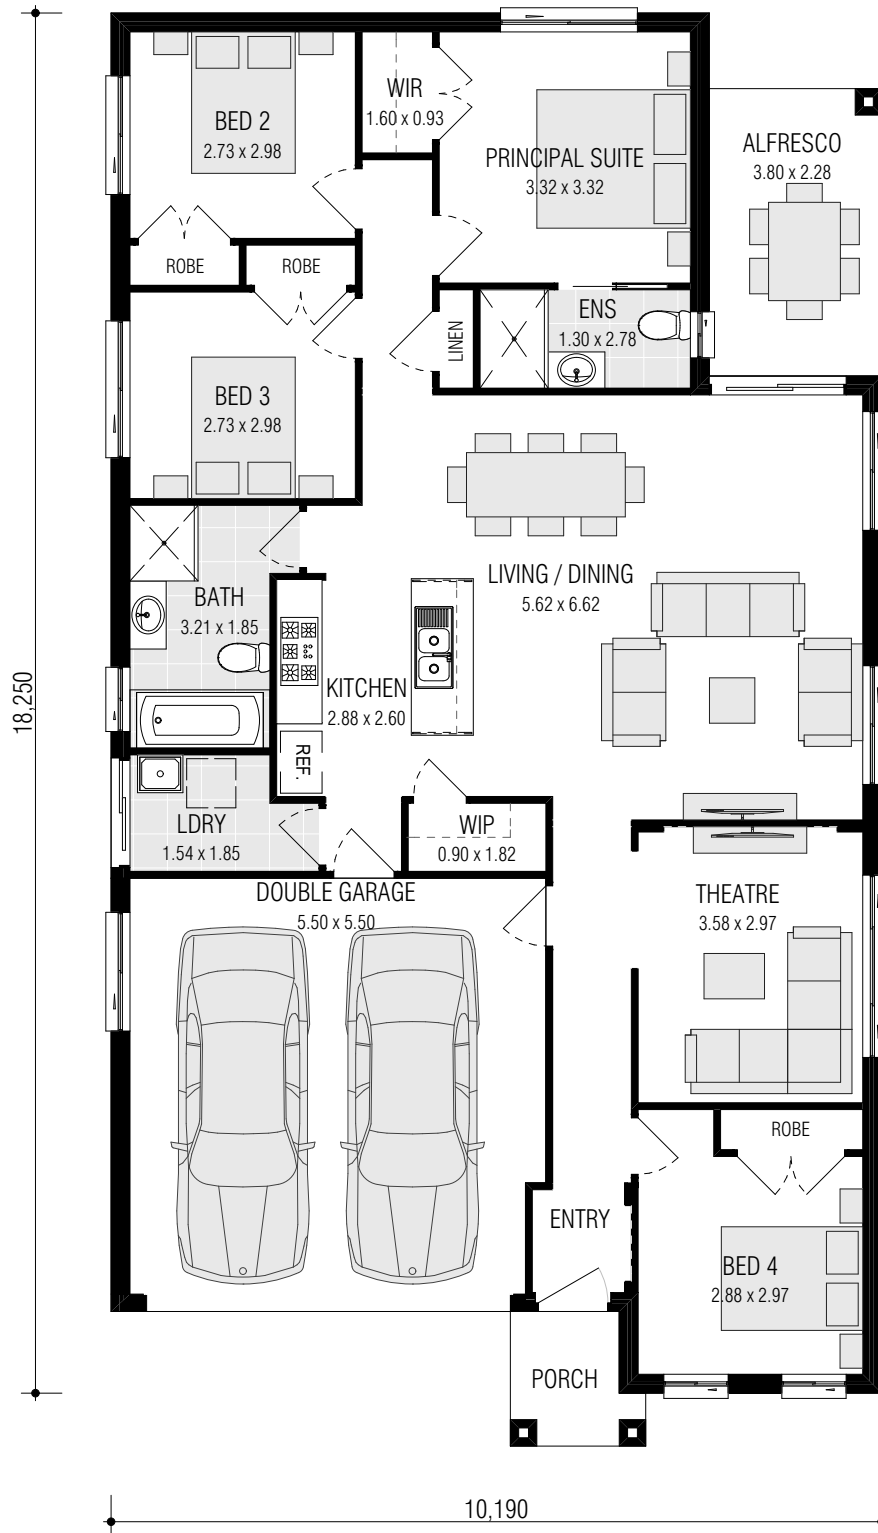 BED 2
2.73 x 2.98
WIR
1.60 x 0.93
PRINCIPAL SUITE
3.32 x 3.32
ALFRESCO
3.80 x 2.28
ROBE
ROBE
LINEN
ENS
1.30 x 2.78
BED 3
2.73 x 2.98
LIVING / DINING
5.62 x 6.62
BATH
3.21 x 1.85
KITCHEN
2.88 x 2.60
REF.
18,250
LDRY
1.54 x 1.85
WIP
0.90 x 1.82
DOUBLE GARAGE
5.50 x 5.50
THEATRE
3.58 x 2.97
ROBE
ENTRY
BED 4
2.88 x 2.97
PORCH
10,190